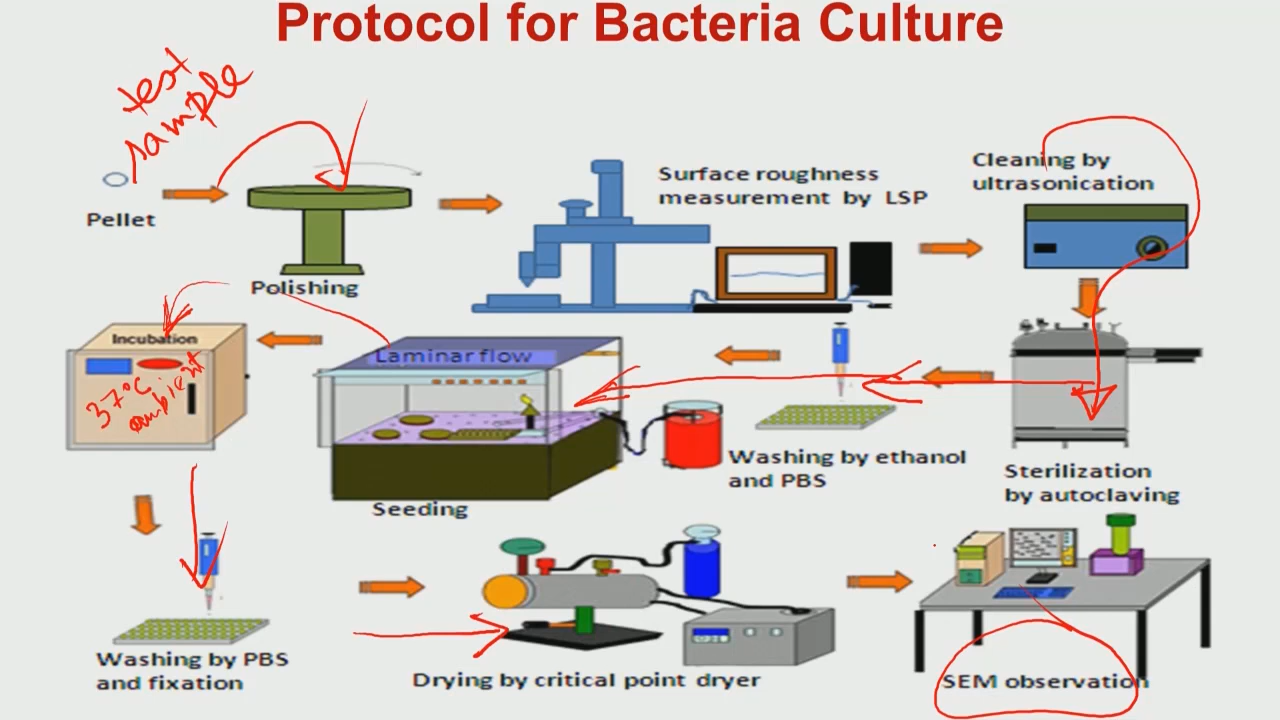 Protocol for Bacteria Culture
test
sample
Pellet
Polishing
Surface roughness
measurement by LSP
Cleaning by
ultrasonication
Sterilization
by autoclaving
Washing by ethanol
and PBS
Laminar flow
Seeding
Incubation
37°C
ambient
Washing by PBS
and fixation
Drying by critical point dryer
SEM observation